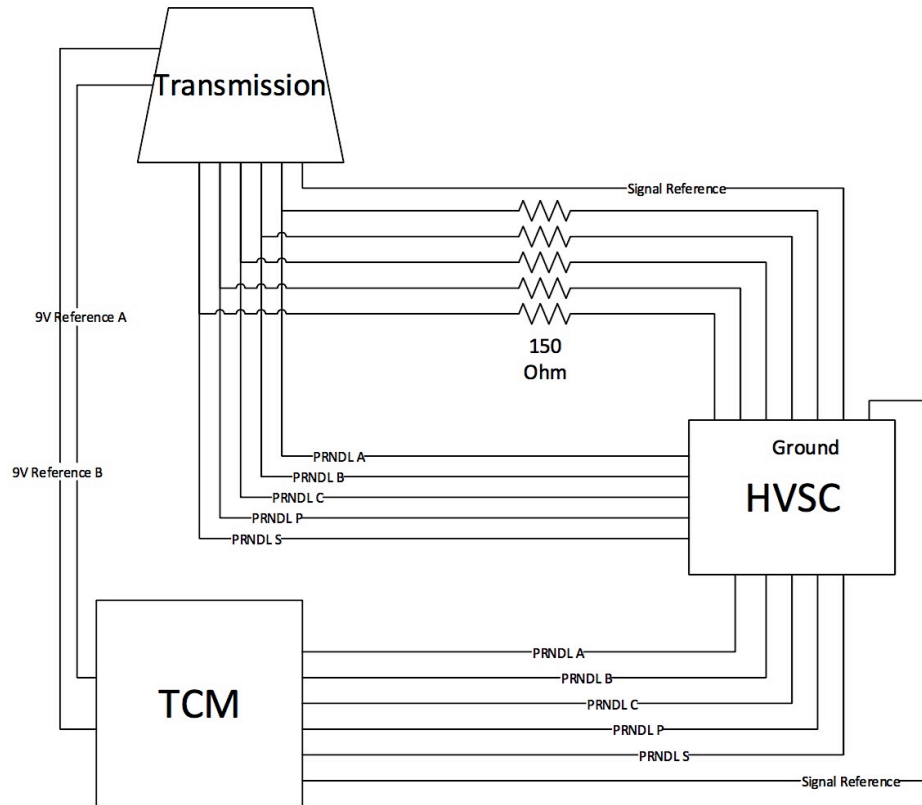 Transmission
Signal Reference
9V Reference A
150
Ohm
Ground
PRNDL A
HVSC
9V Reference B
PRNDL B
PRNDL C
PRNDL P
PRNDL S
PRNDL A
PRNDL B
TCM
PRNDL C
PRNDL P
PRNDL S
Signal Reference